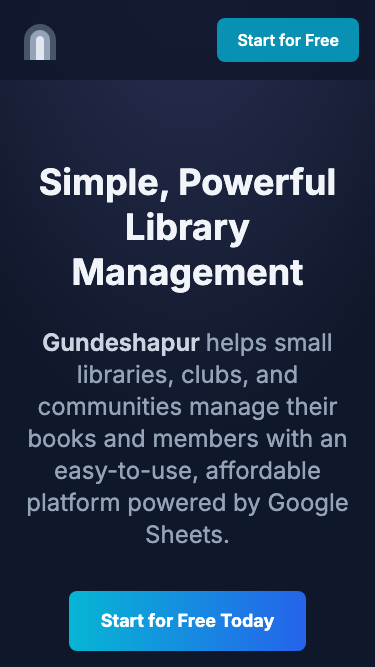 Start for Free
Simple, Powerful
Library
Management
Gundeshapur helps small
libraries, clubs, and
communities manage their
books and members with an
easy-to-use, affordable
platform powered by Google
Sheets.
Start for Free Today